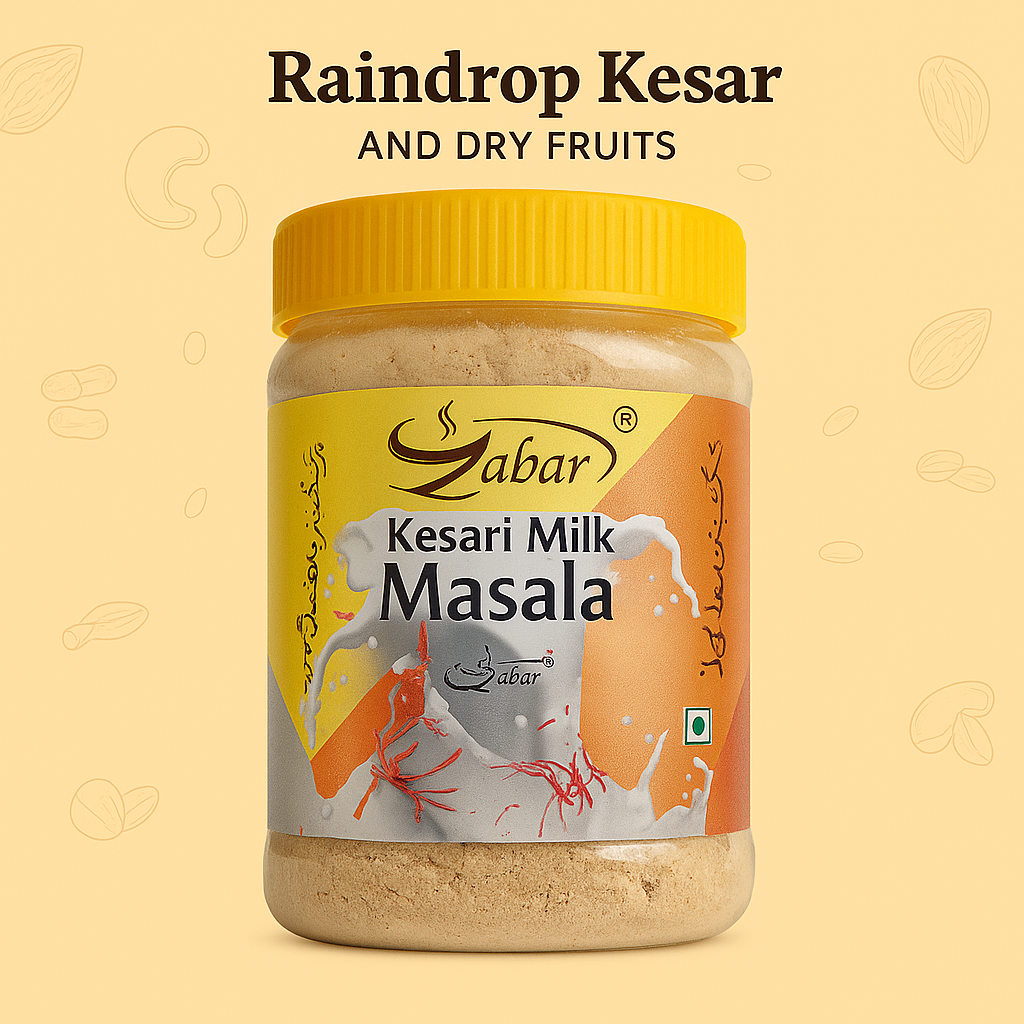 Raindrop Kesar
AND DRY FRUITS
Zabar ®
Kesari Milk
Masala
Zabar ®